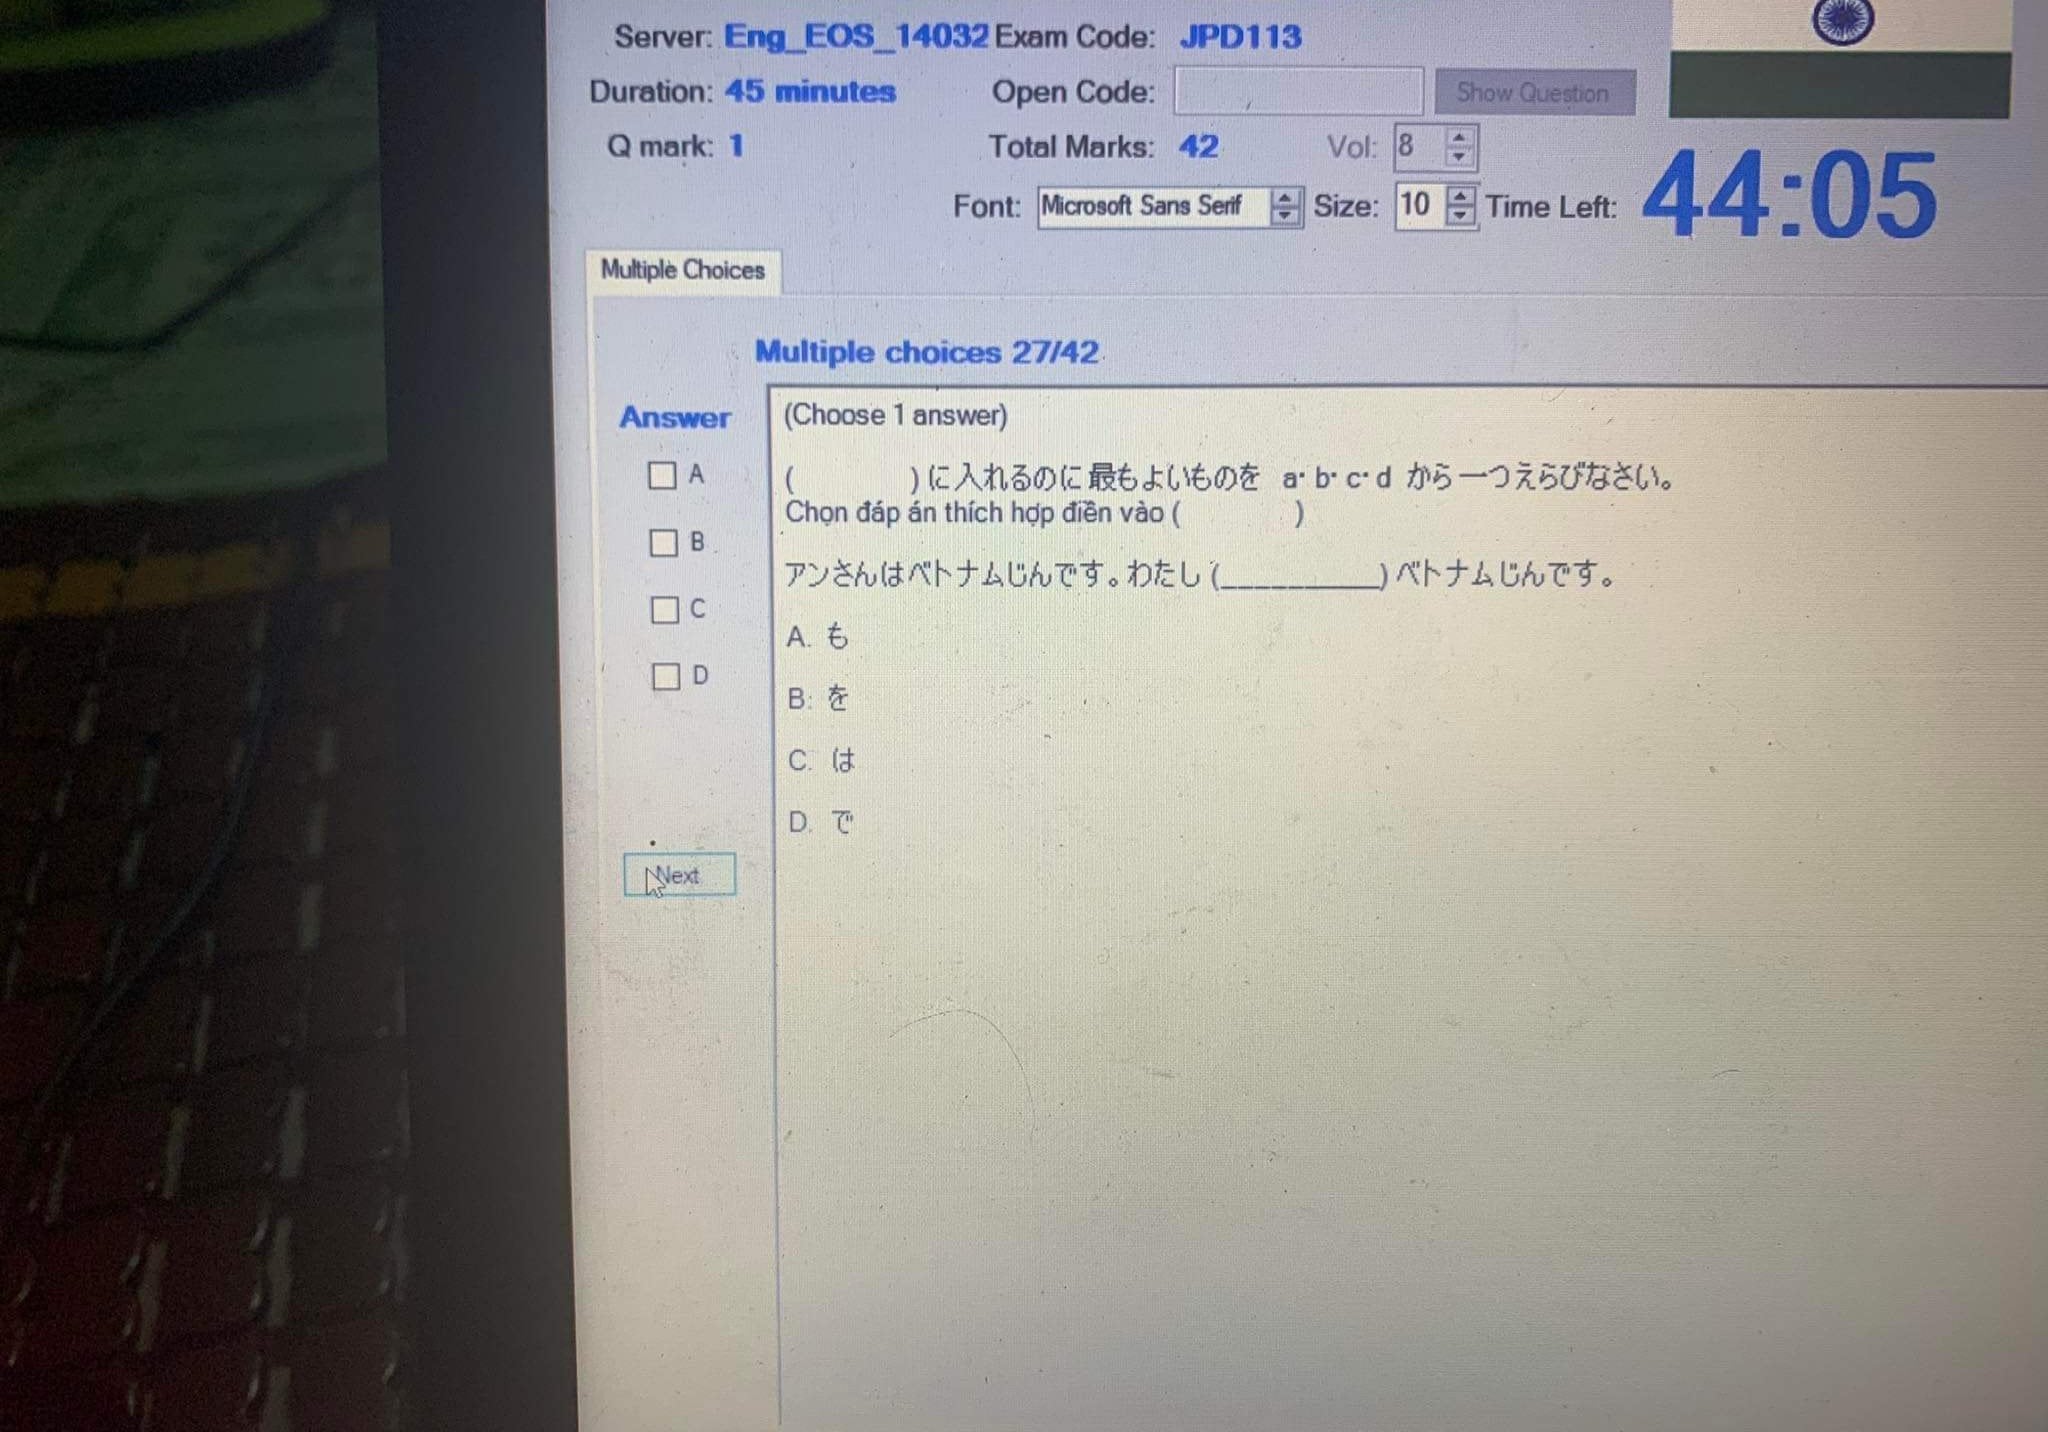 Server: Eng_EOS_14032 Exam Code: JPD113
Duration: 45 minutes Open Code: Show Question
Q mark: 1 Total Marks: 42 Vol: 8
Font: Microsoft Sans Serif Size: 10 Time Left: 44:05
Multiple Choices
Multiple choices 27/42
Answer
A
B
C
D
Next
(Choose 1 answer)
( )に入れるのに最もよいものを a· b· c· d から一つえらびなさい。
Chọn đáp án thích hợp điền vào ( )
アンさんはベトナムじんです。わたし (__________) ベトナムじんです。
A. も
B. を
C. は
D. で